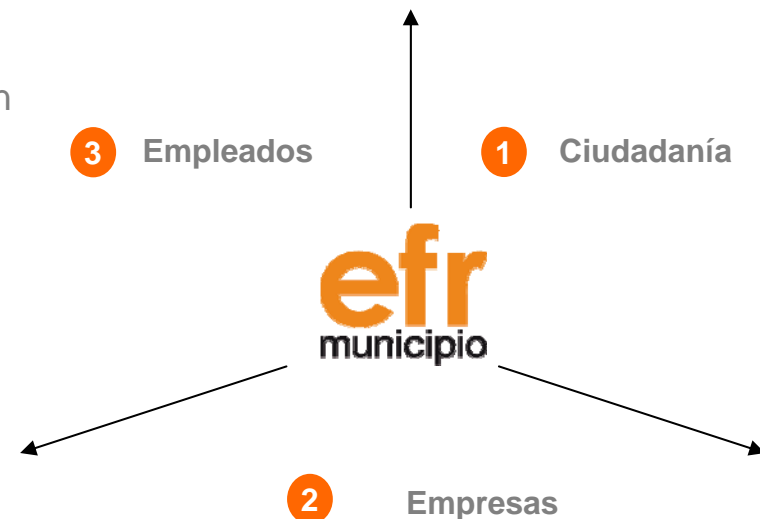 n
3 Empleados
1 Ciudadanía
efr
municipio
2 Empresas